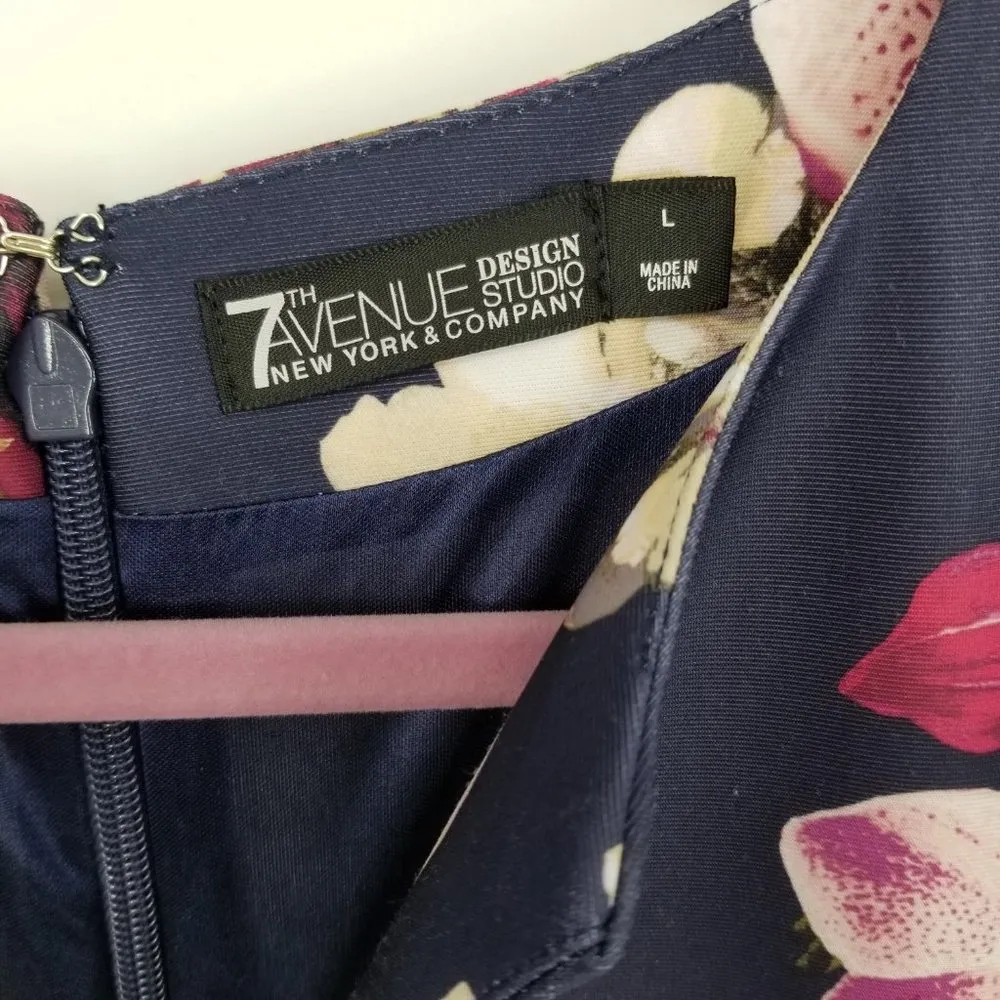 7TH AVENUE DESIGN STUDIO
NEW YORK & COMPANY
L
MADE IN
CHINA